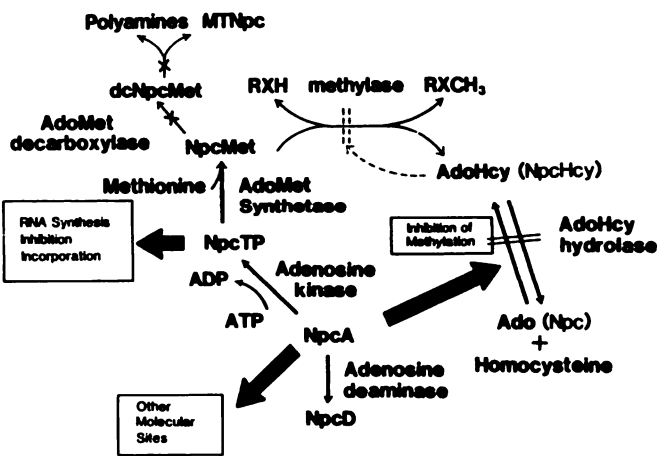 Polyamines MTNpc
dcNpcMet
RXH methylase RXCH₃
AdoMet
decarboxylase
NpcMet
AdoHcy (NpcHcy)
Methionine
AdoMet
Synthetase
RNA Synthesis
Inhibition
Incorporation
NpcTP
Inhibition of
Methylation
AdoHcy
hydrolase
ADP
Adenosine
kinase
ATP
NpcA
Ado (Npc)
+
Homocysteine
Adenosine
deaminase
NpcD
Other
Molecular
Sites